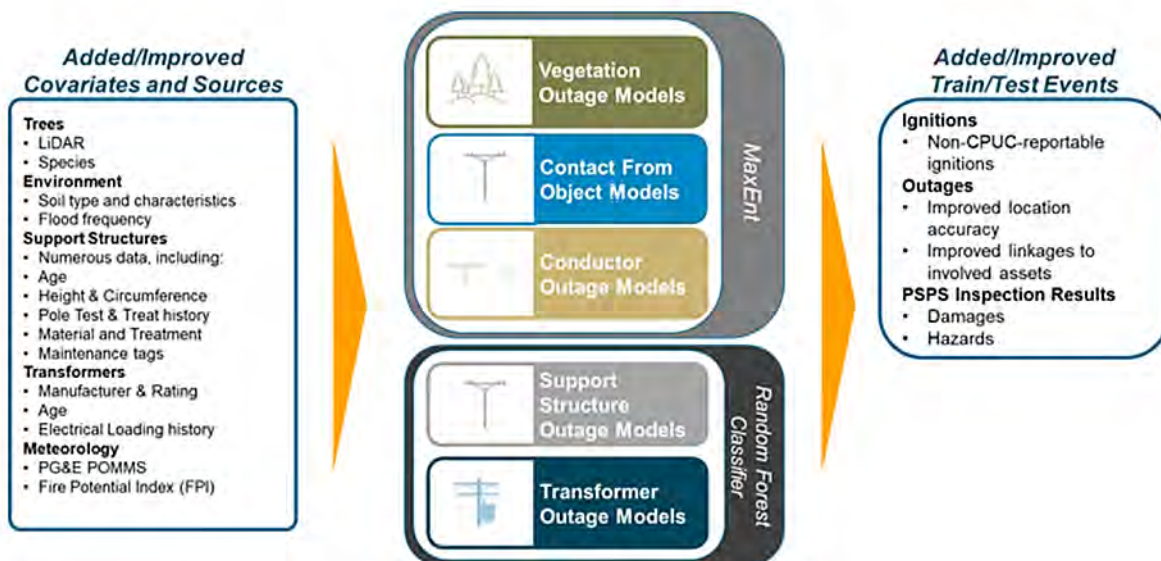 Added/Improved
Covariates and Sources
Trees
• LiDAR
• Species
Environment
• Soil type and characteristics
• Flood frequency
Support Structures
• Numerous data, including:
• Age
• Height & Circumference
• Pole Test & Treat history
• Material and Treatment
• Maintenance tags
Transformers
• Manufacturer & Rating
• Age
• Electrical Loading history
Meteorology
• PG&E POMMS
• Fire Potential Index (FPI)
Vegetation
Outage Models
Contact From
Object Models
Conductor
Outage Models
MaxEnt
Support
Structure
Outage Models
Transformer
Outage Models
Random Forest
Classifier
Added/Improved
Train/Test Events
Ignitions
• Non-CPUC-reportable
ignitions
Outages
• Improved location
accuracy
• Improved linkages to
involved assets
PSPS Inspection Results
• Damages
• Hazards